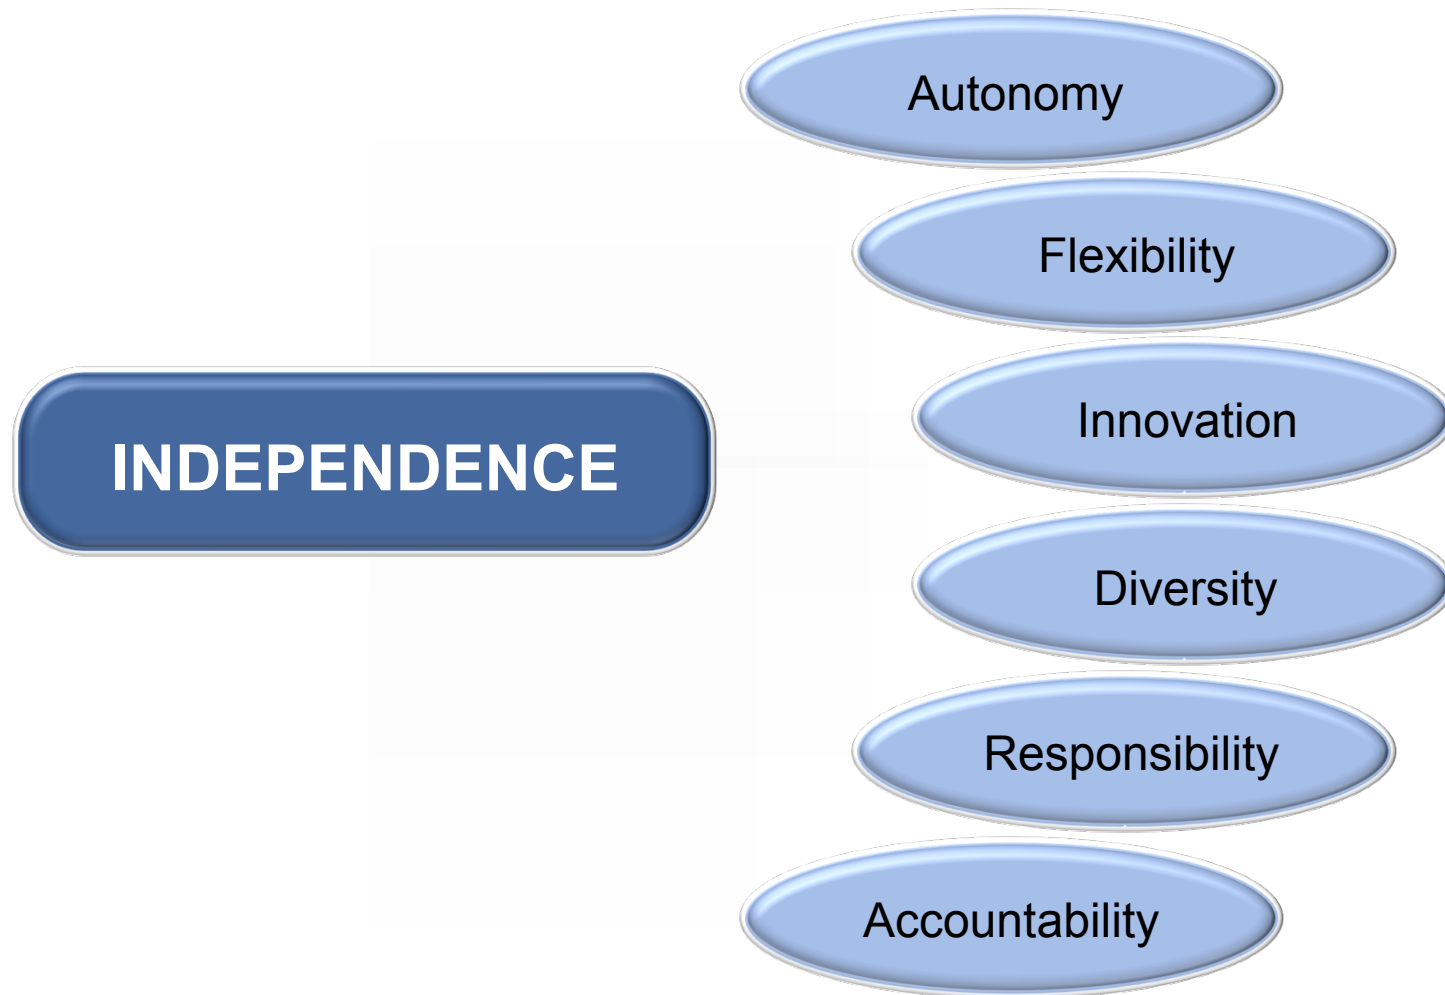 Autonomy
Flexibility
Innovation
INDEPENDENCE
Diversity
Responsibility
Accountability